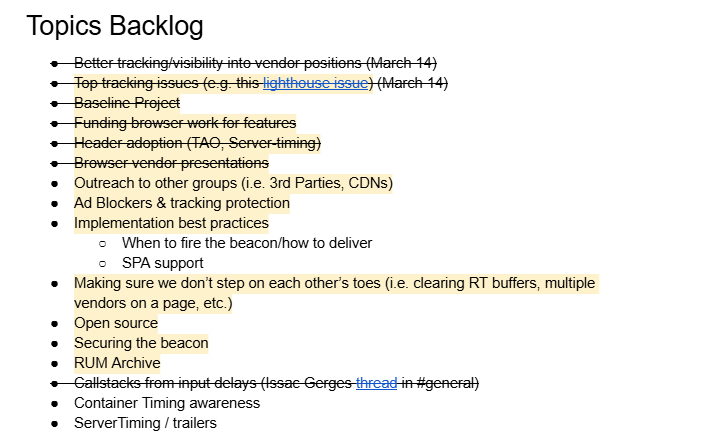 Topics Backlog
● Better tracking/visibility into vendor positions (March 14)
● Top tracking issues (e.g. this lighthouse issue) (March 14)
● Baseline Project
● Funding browser work for features
● Header adoption (TAO, Server-timing)
● Browser vendor presentations
● Outreach to other groups (i.e. 3rd Parties, CDNs)
● Ad Blockers & tracking protection
● Implementation best practices
○ When to fire the beacon/how to deliver
○ SPA support
● Making sure we don’t step on each other’s toes (i.e. clearing RT buffers, multiple
vendors on a page, etc.)
● Open source
● Securing the beacon
● RUM Archive
● Callstacks from input delays (Issac Gerges thread in #general)
● Container Timing awareness
● ServerTiming / trailers